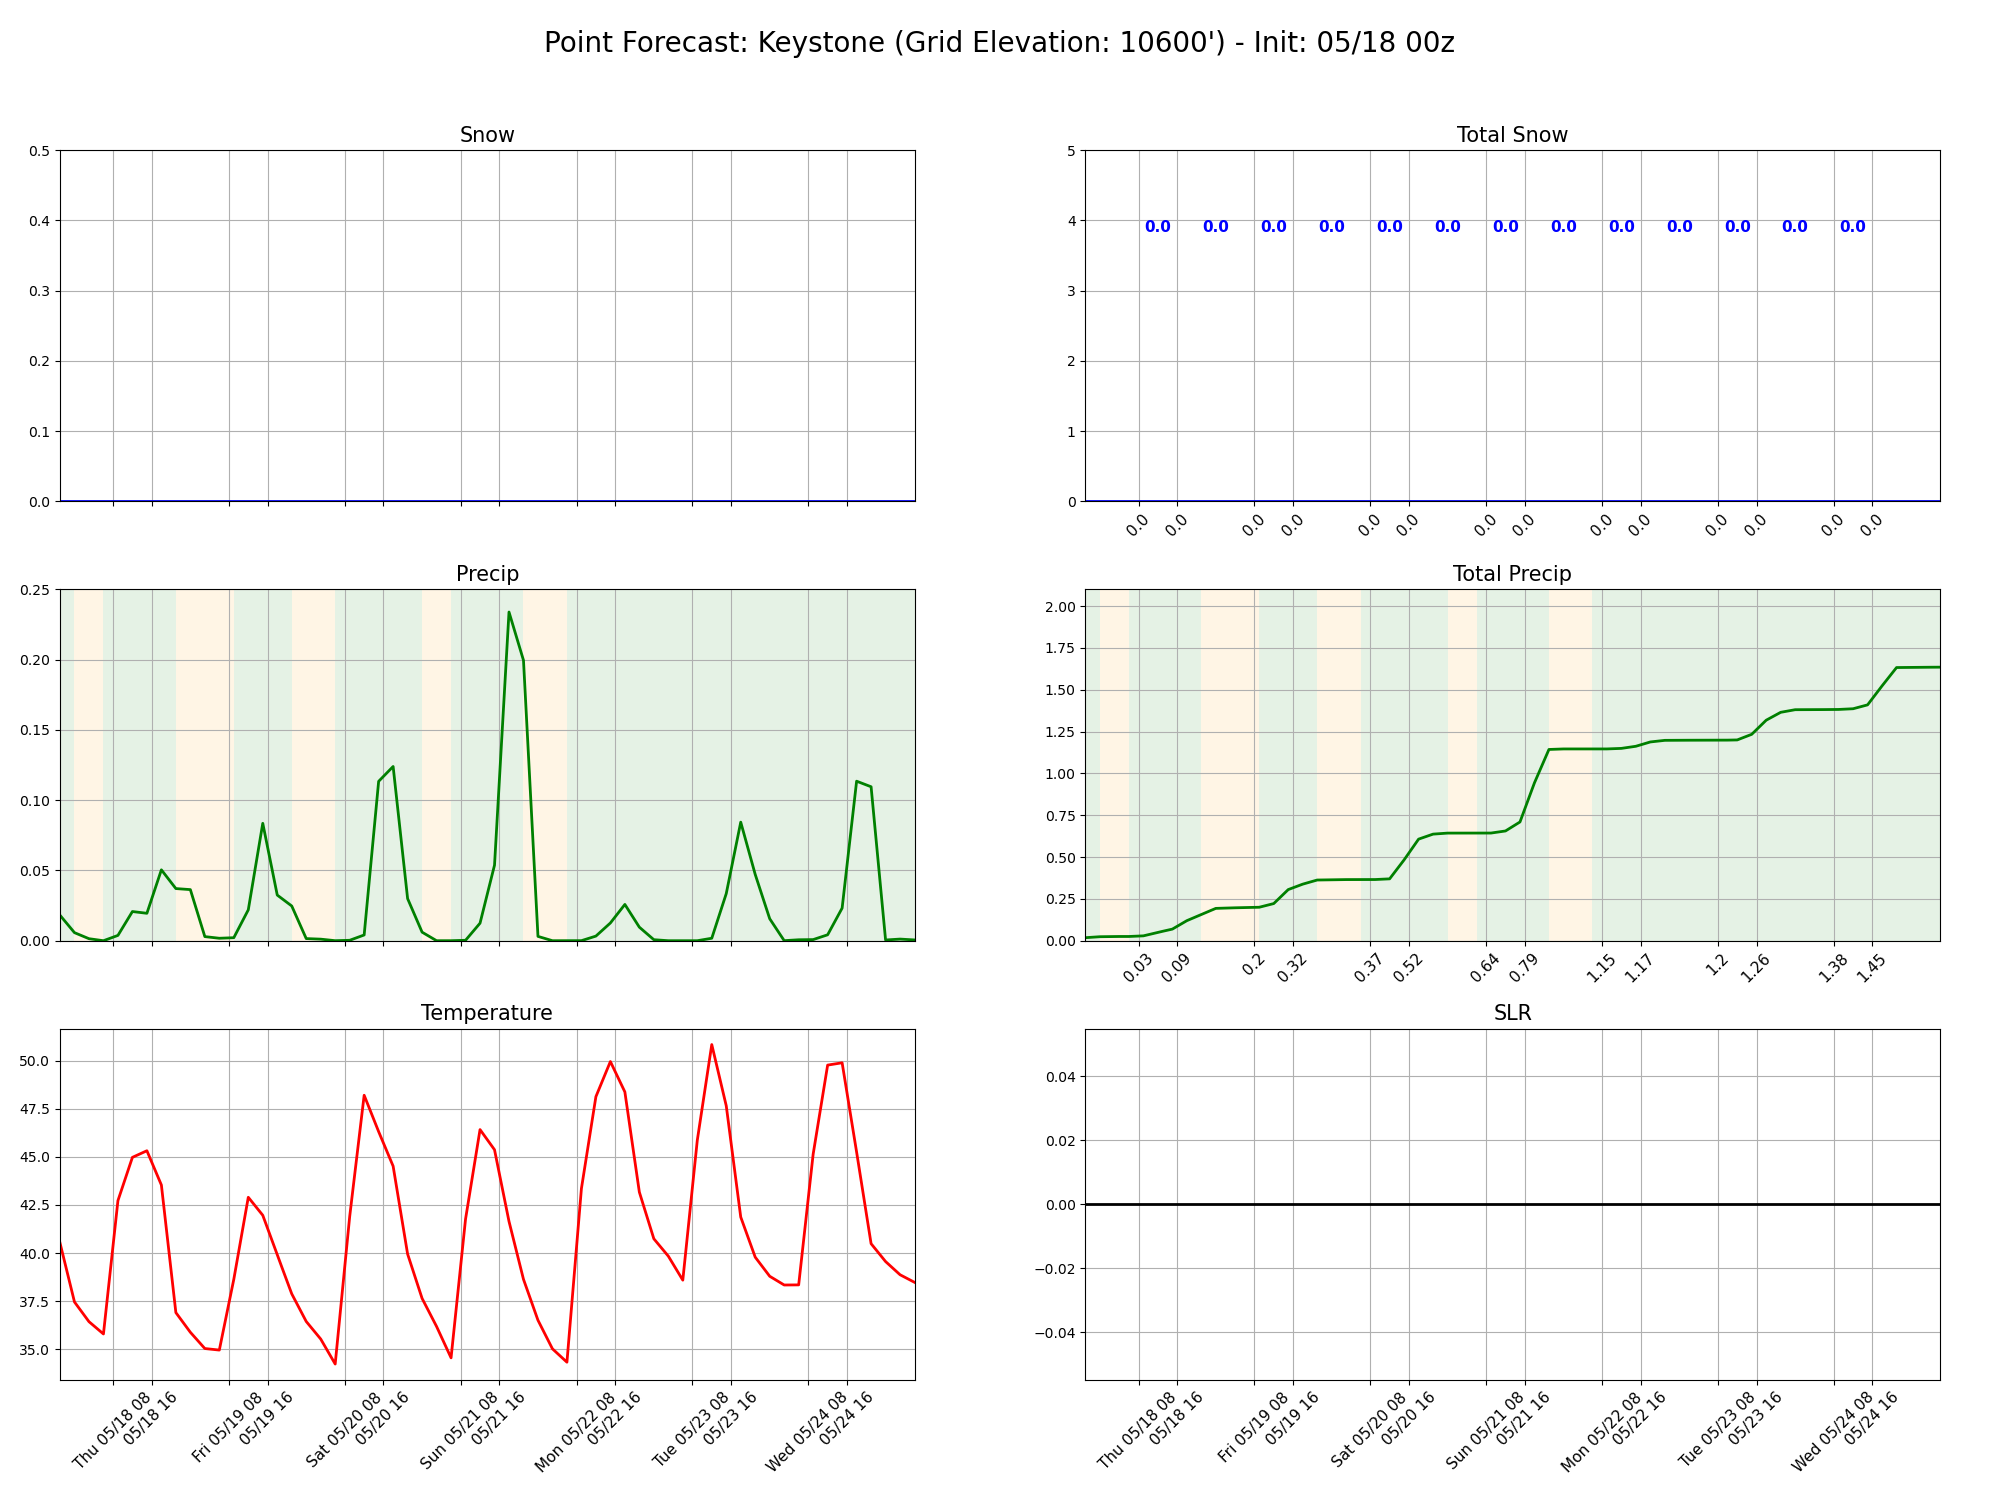 Point Forecast: Keystone (Grid Elevation: 10600') - Init: 05/18 00z
Snow
0.5
0.4
0.3
0.2
0.1
0.0
Total Snow
5
4
3
2
1
0
0.0 0.0 0.0 0.0 0.0 0.0 0.0 0.0 0.0 0.0 0.0 0.0 0.0
0.0 0.0 0.0 0.0 0.0 0.0 0.0 0.0 0.0 0.0 0.0 0.0 0.0 0.0
Precip
0.25
0.20
0.15
0.10
0.05
0.00
Total Precip
2.00
1.75
1.50
1.25
1.00
0.75
0.50
0.25
0.00
0.03 0.09 0.2 0.32 0.37 0.52 0.64 0.79 1.15 1.17 1.2 1.26 1.38 1.45
Temperature
50.0
47.5
45.0
42.5
40.0
37.5
35.0
Thu 05/18 08
05/18 16
Fri 05/19 08
05/19 16
Sat 05/20 08
05/20 16
Sun 05/21 08
05/21 16
Mon 05/22 08
05/22 16
Tue 05/23 08
05/23 16
Wed 05/24 08
05/24 16
SLR
0.04
0.02
0.00
−0.02
−0.04
Thu 05/18 08
05/18 16
Fri 05/19 08
05/19 16
Sat 05/20 08
05/20 16
Sun 05/21 08
05/21 16
Mon 05/22 08
05/22 16
Tue 05/23 08
05/23 16
Wed 05/24 08
05/24 16